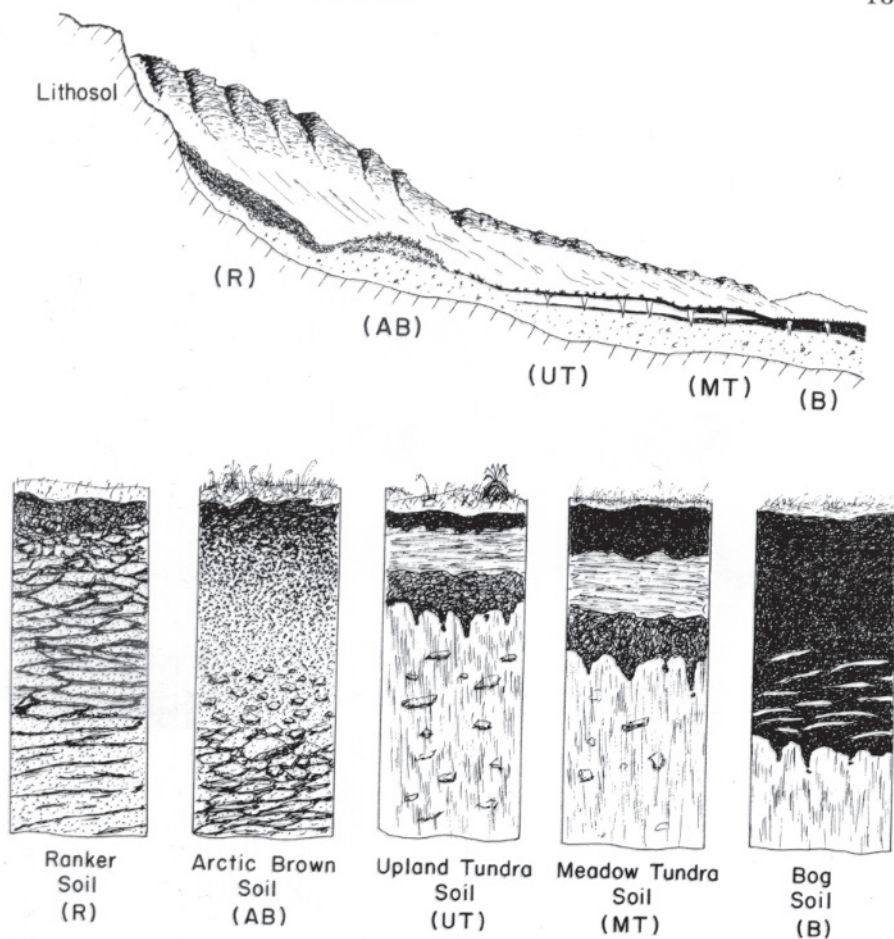 Lithosol
(R)
(AB)
(UT)
(MT)
(B)
Ranker
Soil
(R)
Arctic Brown
Soil
(AB)
Upland Tundra
Soil
(UT)
Meadow Tundra
Soil
(MT)
Bog
Soil
(B)